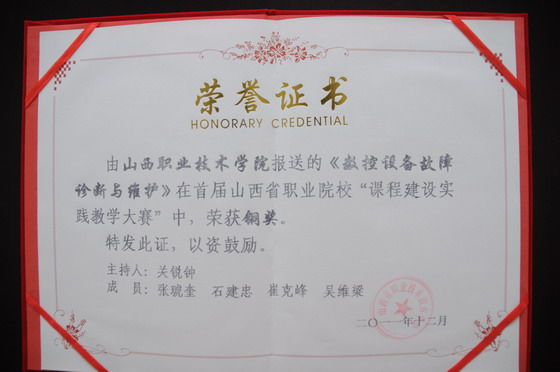 荣誉证书
HONORARY CREDENTIAL
由山西职业技术学院报送的《数控设备故障
诊断与维护》在首届山西省职业院校“课程建设实
践教学大赛”中，荣获铜奖。
特发此证，以资鼓励。
主持人：关锐钟
成　员：张琥奎　石建忠　崔克峰　吴维梁
二〇一一年十二月